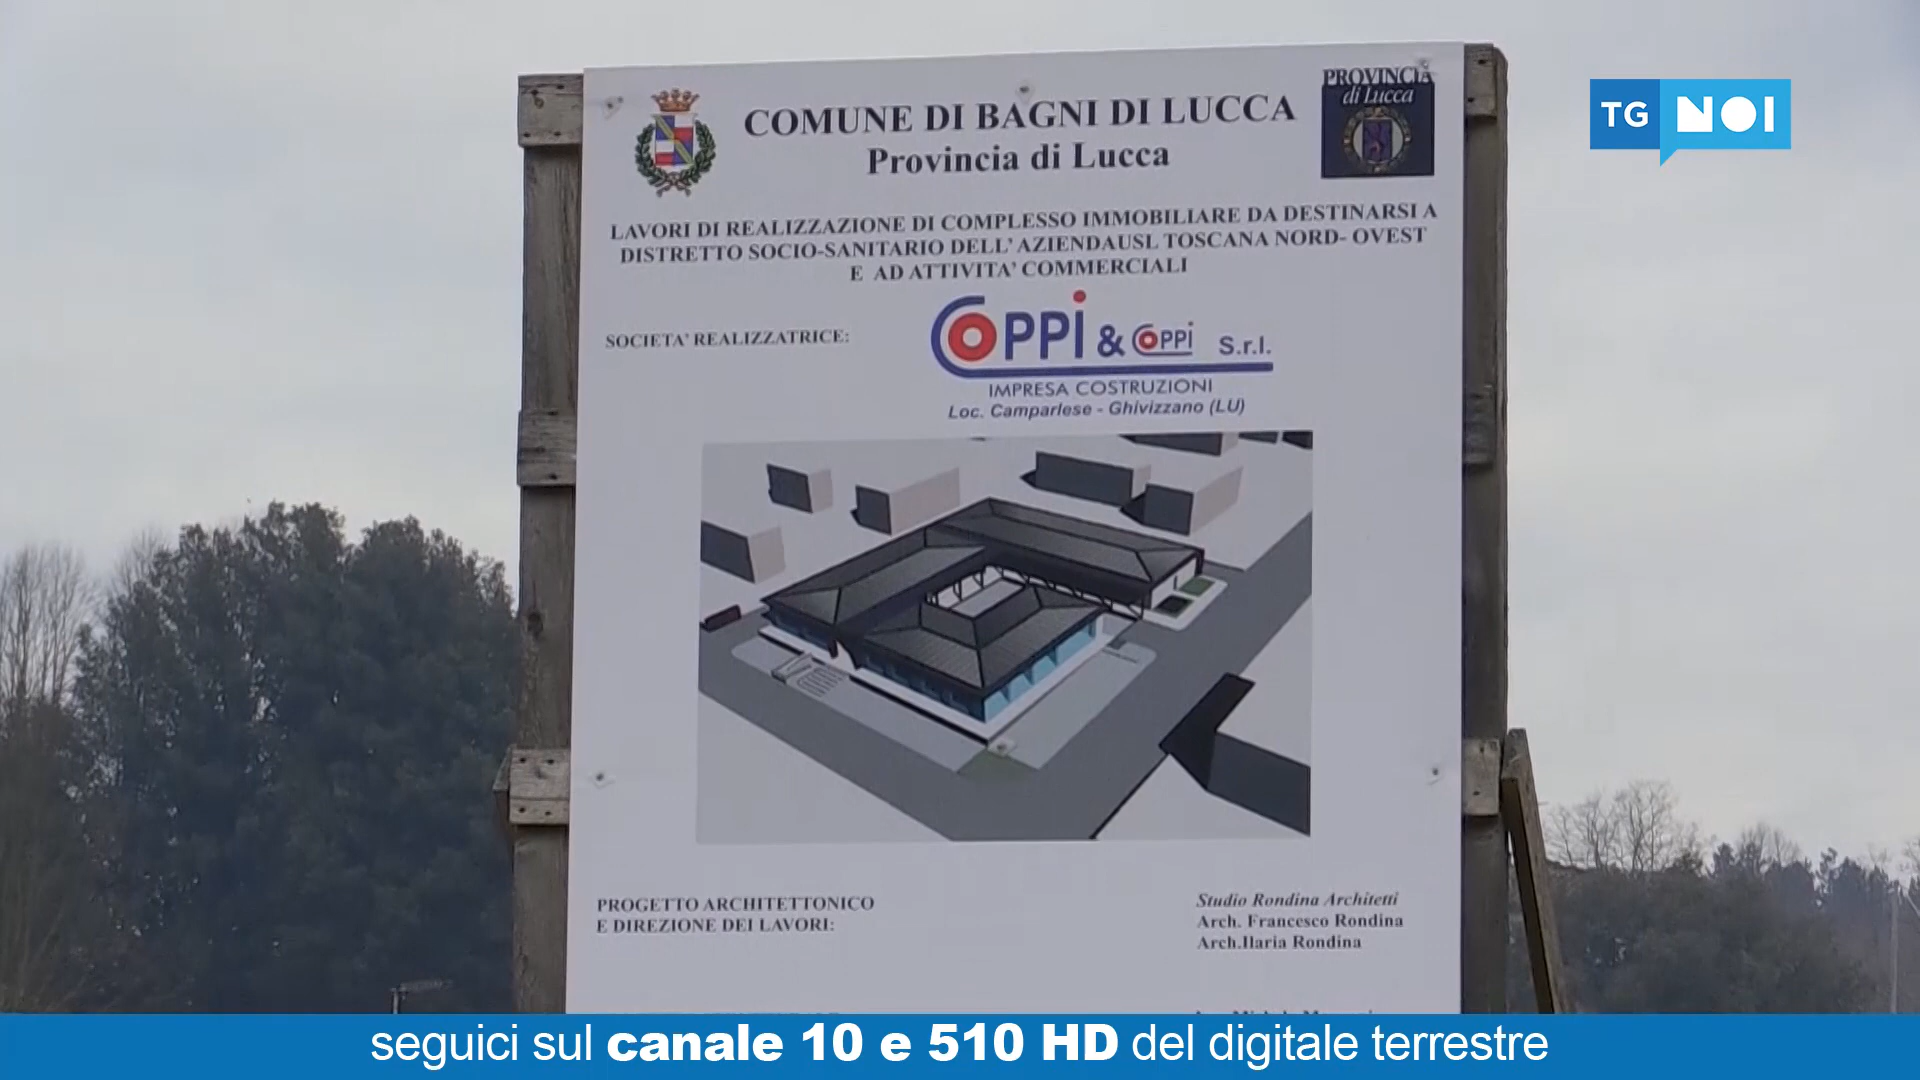 COMUNE DI BAGNI DI LUCCA
Provincia di Lucca
PROVINCIA
di Lucca
TG NOI
LAVORI DI REALIZZAZIONE DI COMPLESSO IMMOBILIARE DA DESTINARSI A
DISTRETTO SOCIO-SANITARIO DELL' AZIENDAUSL TOSCANA NORD- OVEST
E AD ATTIVITA' COMMERCIALI
SOCIETA' REALIZZATRICE:
COPPI & COPPI S.r.l.
IMPRESA COSTRUZIONI
Loc. Camparlese - Ghivizzano (LU)
PROGETTO ARCHITETTONICO
E DIREZIONE DEI LAVORI:
Studio Rondina Architetti
Arch. Francesco Rondina
Arch.Ilaria Rondina
seguici sul canale 10 e 510 HD del digitale terrestre